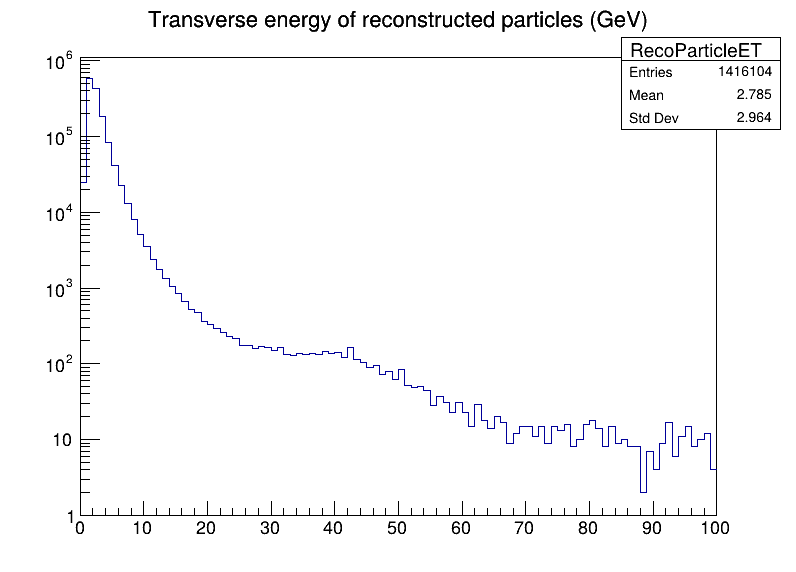 Transverse energy of reconstructed particles (GeV)
RecoParticleET
Entries 1416104
Mean 2.785
Std Dev 2.964
10^6
10^5
10^4
10^3
10^2
10
1
0 10 20 30 40 50 60 70 80 90 100